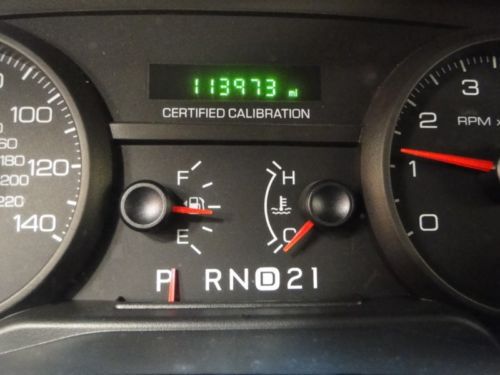 113973 mi
CERTIFIED CALIBRATION
100
120
140
160
180
200
220
F
E
H
C
P R N D 2 1
3
2
1
0
RPM x